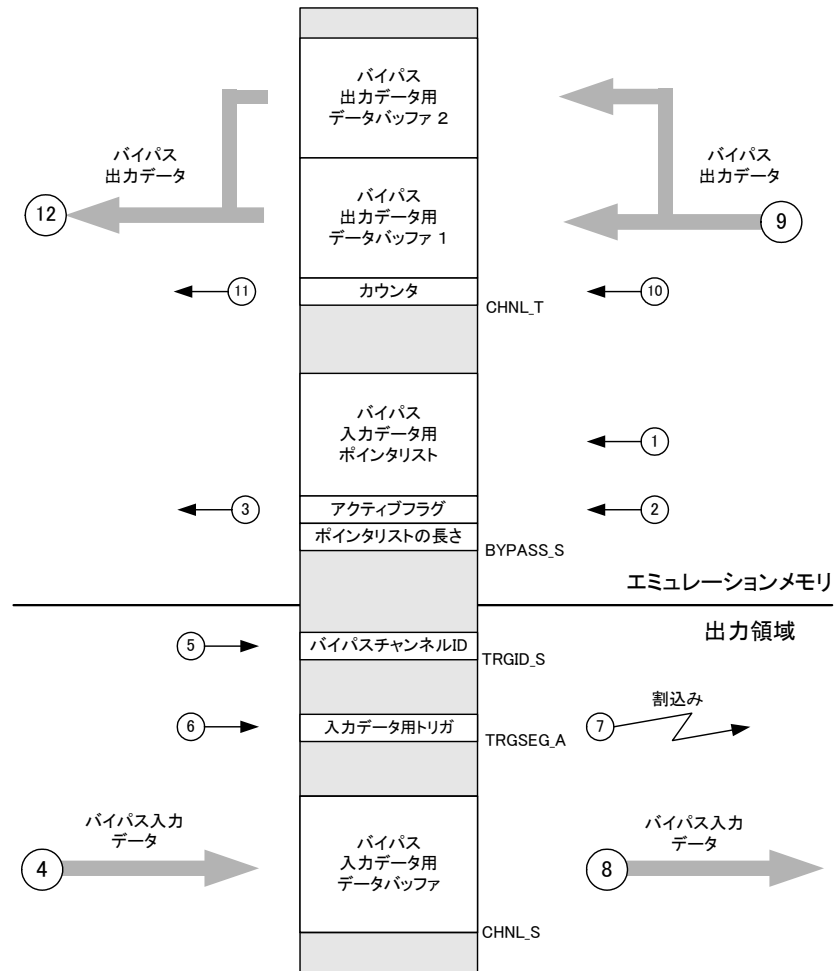 バイパス
出力データ用
データバッファ 2
バイパス
出力データ
バイパス
出力データ
12
バイパス
出力データ用
データバッファ 1
9
11
カウンタ
10
CHNL_T
バイパス
入力データ用
ポインタリスト
1
3
アクティブフラグ
2
ポインタリストの長さ
BYPASS_S
エミュレーションメモリ
出力領域
5
バイパスチャンネルID
TRGID_S
6
入力データ用トリガ
TRGSEG_A
7
割込み
バイパス入力
データ
4
バイパス
入力データ用
データバッファ
バイパス入力
データ
8
CHNL_S